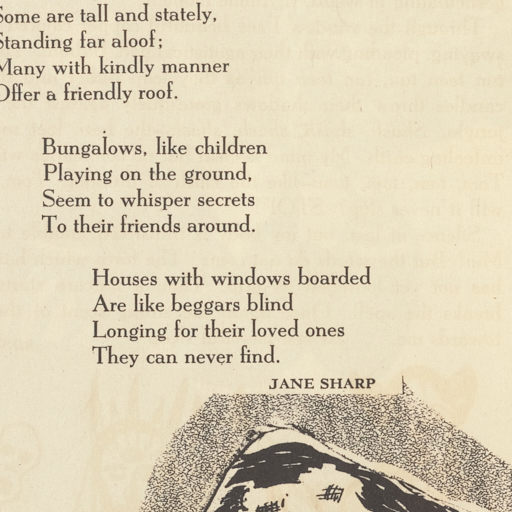 Some are tall and stately,
Standing far aloof;
Many with kindly manner
Offer a friendly roof.
Bungalows, like children
Playing on the ground,
Seem to whisper secrets
To their friends around.
Houses with windows boarded
Are like beggars blind
Longing for their loved ones
They can never find.
JANE SHARP